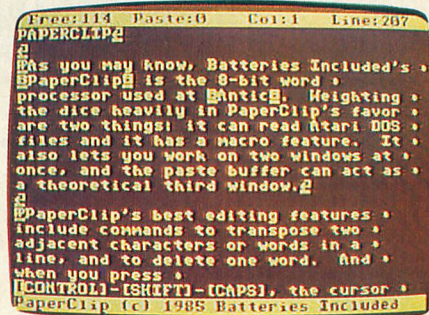 Free:114 Paste:0 Col:1 Line:207
PAPERCLIP
As you may know, Batteries Included's
PaperClip is the 8-bit word
processor used at Antic. Weighting
the dice heavily in PaperClip's favor
are two things: it can read Atari DOS
files and it has a macro feature. It
also lets you work on two windows at
once, and the paste buffer can act as
a theoretical third window.
PaperClip's best editing features
include commands to transpose two
adjacent characters or words in a
line, and to delete one word. And
when you press
[CONTROL]-[SHIFT]-[CAPS], the cursor
PaperClip (c) 1985 Batteries Included